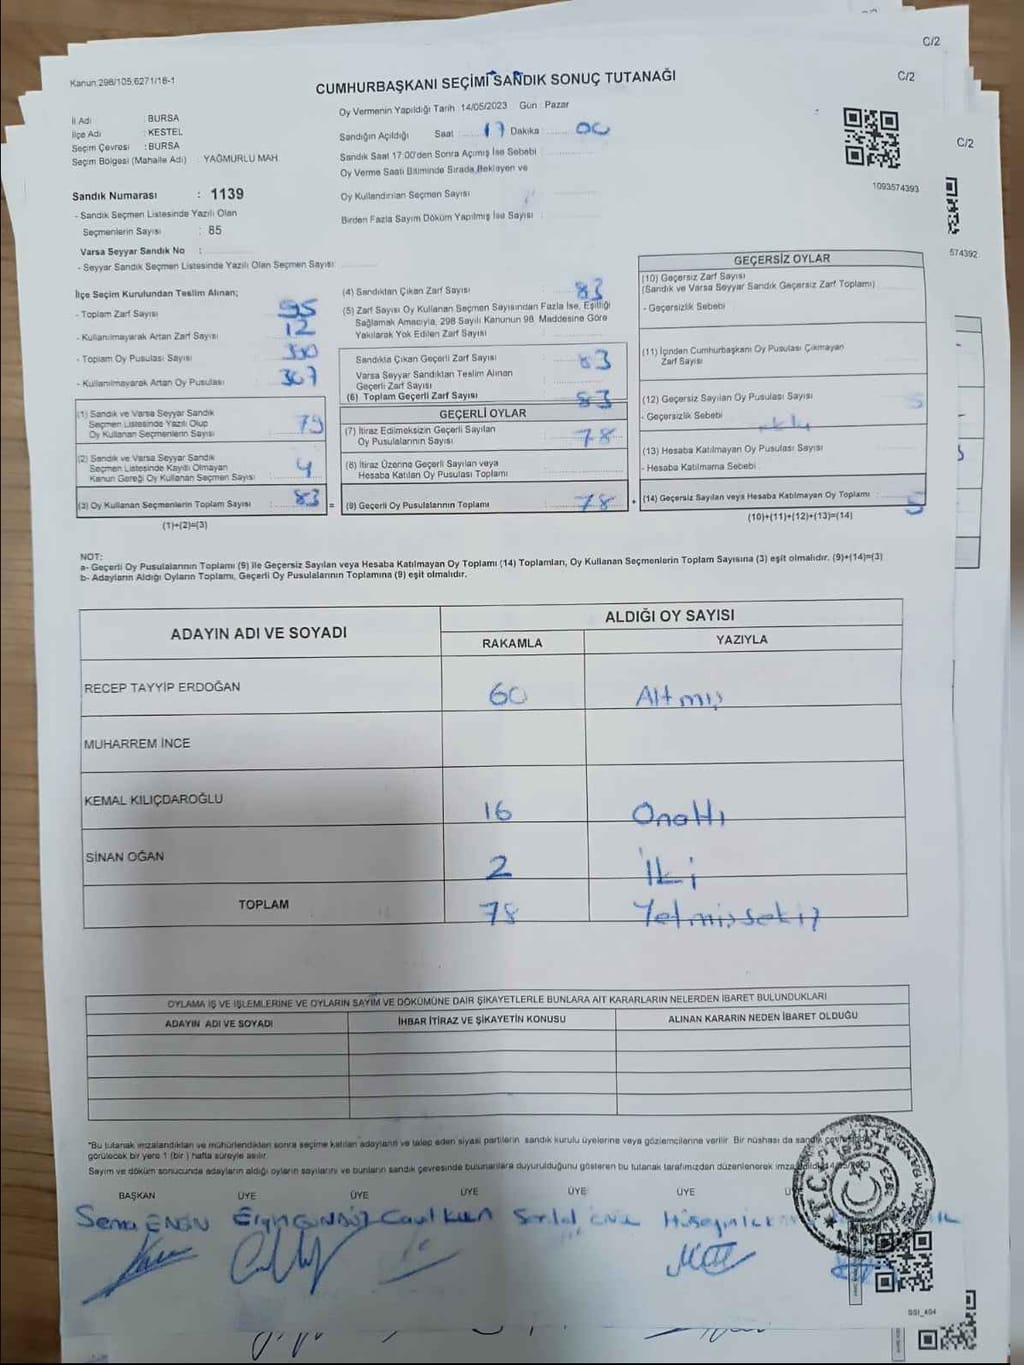 C/2
Kanun:298/105,6271/18-1
C/2
CUMHURBAŞKANI SEÇİMİ SANDIK SONUÇ TUTANAĞI
İl Adı : BURSA
İlçe Adı : KESTEL
Seçim Çevresi : BURSA
Seçim Bölgesi (Mahalle Adı) : YAĞMURLU MAH.
Oy Vermenin Yapıldığı Tarih : 14/05/2023 Gün : Pazar
Sandığın Açıldığı Saat 17 Dakika 00
Sandık Saat 17:00'den Sonra Açılmış İse Sebebi
Oy Verme Saati Bitiminde Sırada Bekleyen ve
Oy Kullandırılan Seçmen Sayısı
Birden Fazla Sayım Döküm Yapılmış İse Sayısı
C/2
1093574393
574392
Sandık Numarası : 1139
- Sandık Seçmen Listesinde Yazılı Olan
Seçmenlerin Sayısı : 85
Varsa Seyyar Sandık No :
- Seyyar Sandık Seçmen Listesinde Yazılı Olan Seçmen Sayısı:
İlçe Seçim Kurulundan Teslim Alınan;
- Toplam Zarf Sayısı 95
- Kullanılmayarak Artan Zarf Sayısı 12
- Toplam Oy Pusulası Sayısı
- Kullanılmayarak Artan Oy Pusulası 367
(1) Sandık ve Varsa Seyyar Sandık
Seçmen Listesinde Yazılı Olup
Oy Kullanan Seçmenlerin Sayısı 79
(2) Sandık ve Varsa Seyyar Sandık
Seçmen Listesinde Kayıtlı Olmayan
Kanun Gereği Oy Kullanan Seçmen Sayısı 4
(3) Oy Kullanan Seçmenlerin Toplam Sayısı : 83 =
(1)+(2)=(3)
(4) Sandıktan Çıkan Zarf Sayısı 83
(5) Zarf Sayısı Oy Kullanan Seçmen Sayısından Fazla İse, Eşitliği
Sağlamak Amacıyla, 298 Sayılı Kanunun 98. Maddesine Göre
Yakılarak Yok Edilen Zarf Sayısı
Sandıkla Çıkan Geçerli Zarf Sayısı 83
Varsa Seyyar Sandıktan Teslim Alınan
Geçerli Zarf Sayısı
(6) Toplam Geçerli Zarf Sayısı 83
GEÇERLİ OYLAR
(7) İtiraz Edilmeksizin Geçerli Sayılan
Oy Pusulalarının Sayısı 78
(8) İtiraz Üzerine Geçerli Sayılan veya
Hesaba Katılan Oy Pusulası Toplamı
(9) Geçerli Oy Pusulalarının Toplamı 78 +
GEÇERSİZ OYLAR
(10) Geçersiz Zarf Sayısı
(Sandık ve Varsa Seyyar Sandık Geçersiz Zarf Toplamı)
- Geçersizlik Sebebi
(11) İçinden Cumhurbaşkanı Oy Pusulası Çıkmayan
Zarf Sayısı
(12) Geçersiz Sayılan Oy Pusulası Sayısı 5
- Geçersizlik Sebebi
(13) Hesaba Katılmayan Oy Pusulası Sayısı
- Hesaba Katılmama Sebebi
(14) Geçersiz Sayılan veya Hesaba Katılmayan Oy Toplamı : 5
(10)+(11)+(12)+(13)=(14)
NOT:
a- Geçerli Oy Pusulalarının Toplamı (9) ile Geçersiz Sayılan veya Hesaba Katılmayan Oy Toplamı (14) Toplamları, Oy Kullanan Seçmenlerin Toplam Sayısına (3) eşit olmalıdır. (9)+(14)=(3)
b- Adayların Aldığı Oyların Toplamı, Geçerli Oy Pusulalarının Toplamına (9) eşit olmalıdır.
ADAYIN ADI VE SOYADI
ALDIĞI OY SAYISI
RAKAMLA YAZIYLA
RECEP TAYYİP ERDOĞAN 60 Altmış
MUHARREM İNCE
KEMAL KILIÇDAROĞLU 16 Onaltı
SİNAN OĞAN 2 İki
TOPLAM 78 Yetmişsekiz
OYLAMA İŞ VE İŞLEMLERİNE VE OYLARIN SAYIM VE DÖKÜMÜNE DAİR ŞİKAYETLERLE BUNLARA AİT KARARLARIN NELERDEN İBARET BULUNDUKLARI
ADAYIN ADI VE SOYADI İHBAR İTİRAZ VE ŞİKAYETİN KONUSU ALINAN KARARIN NEDEN İBARET OLDUĞU
*Bu tutanak imzalandıktan ve mühürlendikten sonra seçime katılan adayların ve talep eden siyasi partilerin sandık kurulu üyelerine veya gözlemcilerine verilir. Bir nüshası da sandık
görülecek bir yere 1 (bir) hafta süreyle asılır.
Sayım ve döküm sonucunda adayların aldığı oyların sayılarını ve bunların sandık çevresinde bulunanlara duyurulduğunu gösteren bu tutanak tarafımızdan düzenlenerek
BAŞKAN ÜYE ÜYE ÜYE ÜYE ÜYE
Sema ENGİN